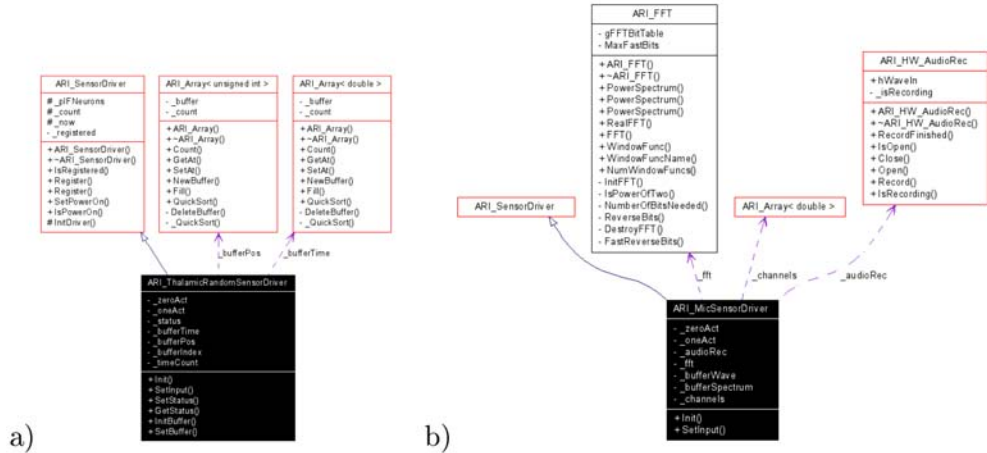 ARI_SensorDriver
# _pIFNeurons
# _count
# _now
- _registered
+ ARI_SensorDriver()
+ ~ARI_SensorDriver()
+ IsRegistered()
+ Register()
+ Register()
+ SetPowerOn()
+ IsPowerOn()
# InitDriver()
ARI_Array< unsigned int >
- _buffer
- _count
+ ARI_Array()
+ ~ARI_Array()
+ Count()
+ GetAt()
+ SetAt()
+ NewBuffer()
+ Fill()
+ QuickSort()
- DeleteBuffer()
- _QuickSort()
ARI_Array< double >
- _buffer
- _count
+ ARI_Array()
+ ~ARI_Array()
+ Count()
+ GetAt()
+ SetAt()
+ NewBuffer()
+ Fill()
+ QuickSort()
- DeleteBuffer()
- _QuickSort()
_bufferPos
_bufferTime
ARI_ThalamicRandomSensorDriver
- _zeroAct
- _oneAct
- _status
- _bufferTime
- _bufferPos
- _bufferIndex
- _timeCount
+ Init()
+ SetInput()
+ SetStatus()
+ GetStatus()
+ InitBuffer()
+ SetBuffer()
a)
ARI_FFT
- gFFTBitTable
- MaxFastBits
+ ARI_FFT()
+ ~ARI_FFT()
+ PowerSpectrum()
+ PowerSpectrum()
+ PowerSpectrum()
+ RealFFT()
+ FFT()
+ WindowFunc()
+ WindowFuncName()
+ NumWindowFuncs()
- InitFFT()
- IsPowerOfTwo()
- NumberOfBitsNeeded()
- ReverseBits()
- DestroyFFT()
- FastReverseBits()
ARI_HW_AudioRec
+ hWaveIn
- _isRecording
+ ARI_HW_AudioRec()
+ ~ARI_HW_AudioRec()
+ RecordFinished()
+ IsOpen()
+ Close()
+ Open()
+ Record()
+ IsRecording()
ARI_SensorDriver
ARI_Array< double >
_fft
_channels
_audioRec
ARI_MicSensorDriver
- _zeroAct
- _oneAct
- _audioRec
- _fft
- _bufferWave
- _bufferSpectrum
- _channels
+ Init()
+ SetInput()
b)